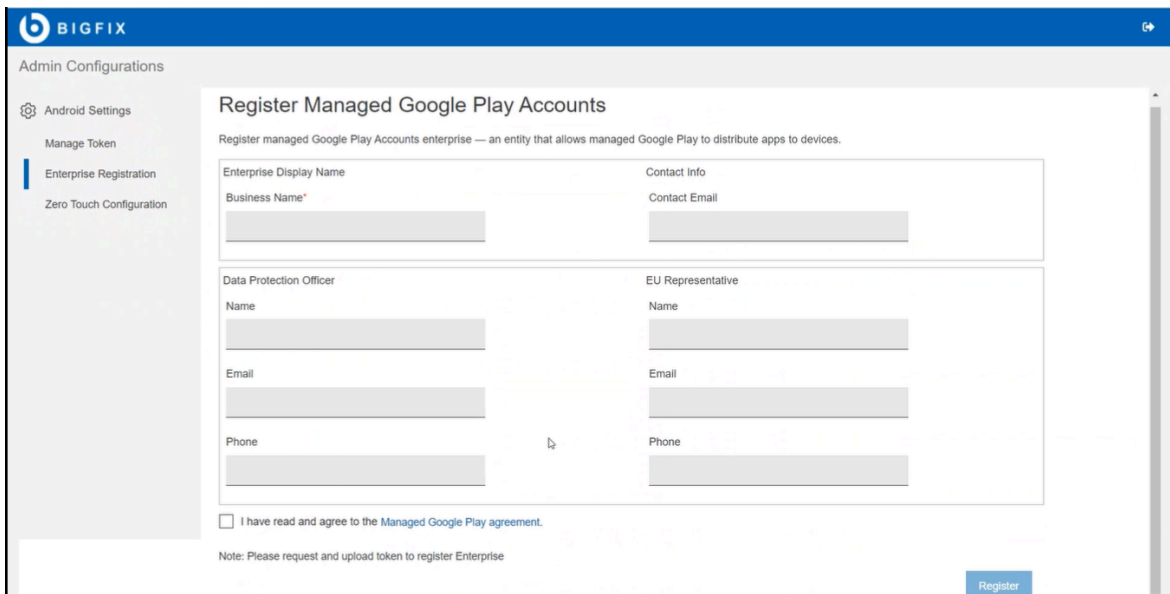 BIGFIX
Admin Configurations
Android Settings
Manage Token
Enterprise Registration
Zero Touch Configuration
Register Managed Google Play Accounts
Register managed Google Play Accounts enterprise — an entity that allows managed Google Play to distribute apps to devices.
Enterprise Display Name
Business Name*
Contact Info
Contact Email
Data Protection Officer
Name
Email
Phone
EU Representative
Name
Email
Phone
I have read and agree to the Managed Google Play agreement.
Note: Please request and upload token to register Enterprise
Register